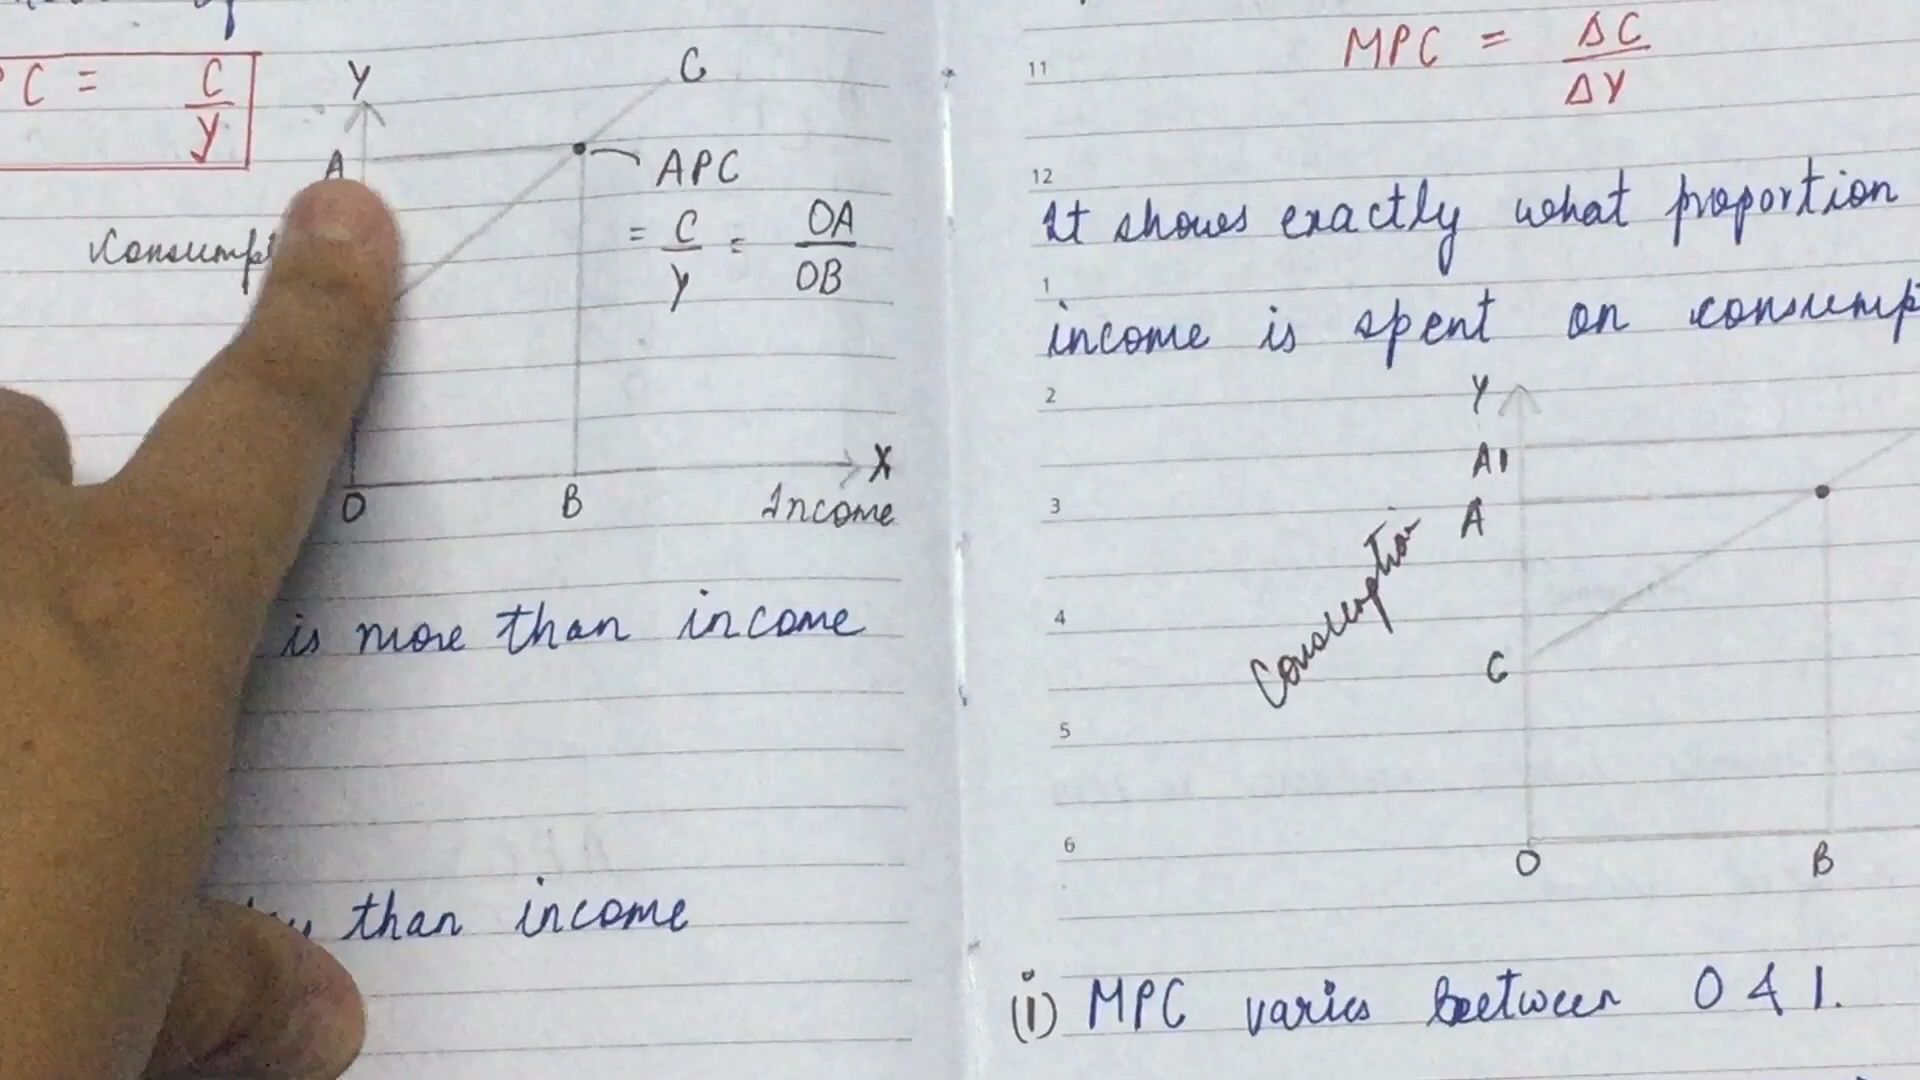 C = C
Y
Y
C
A
APC
= C = OA
Y OB
O
B
X
Income
is more than income
than income
11
MPC = ΔC
ΔY
12
It shows exactly what proportion
1
income is spent on
2
Y
A1
3
A
Consumption
4
C
5
6
O
B
(i) MPC varies between 0 & 1.